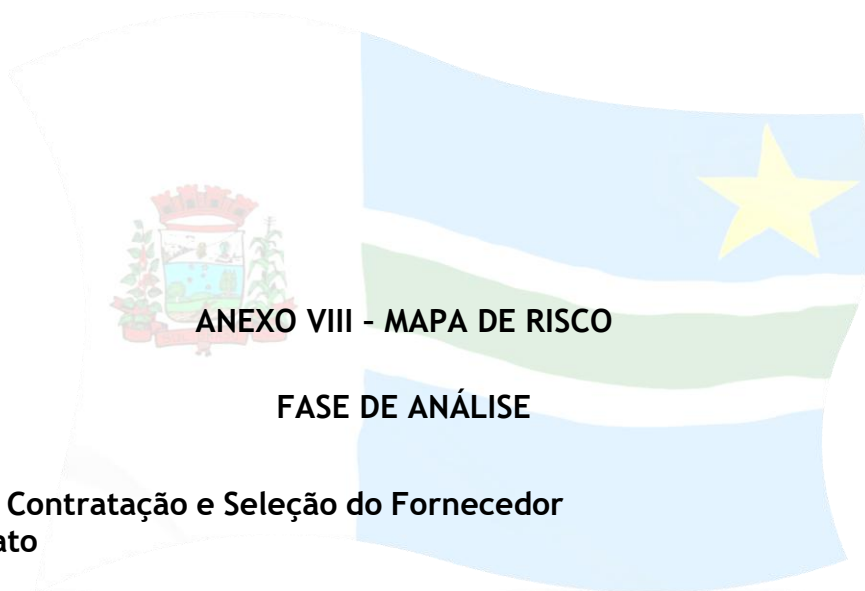 ANEXO VIII – MAPA DE RISCO
FASE DE ANÁLISE
Contratação e Seleção do Fornecedor
ato